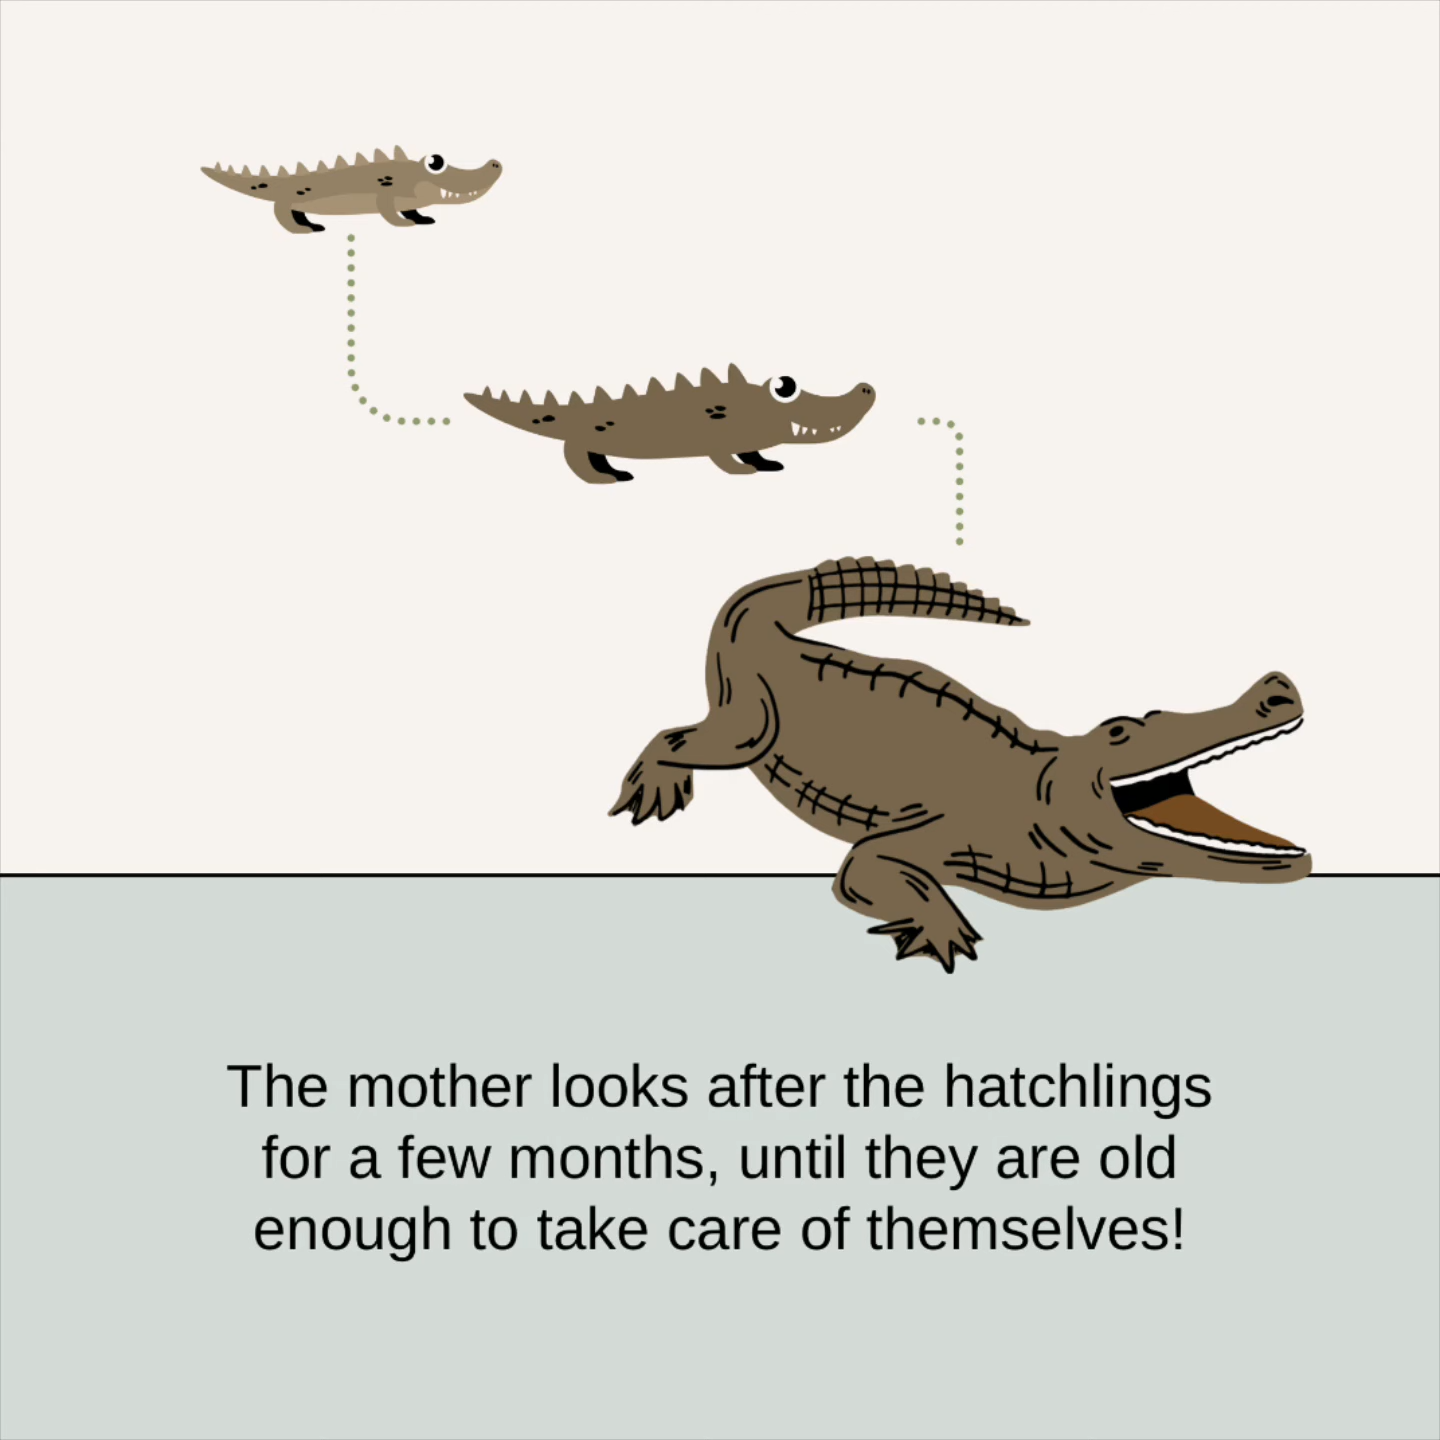 The mother looks after the hatchlings
for a few months, until they are old
enough to take care of themselves!